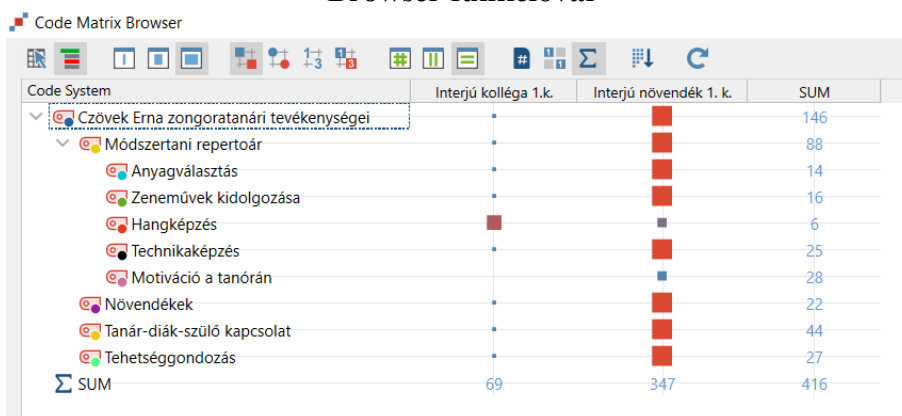 Code Matrix Browser
Code System Interjú kolléga 1.k. Interjú növendék 1. k. SUM
Czövek Erna zongoratanári tevékenységei 146
Módszertani repertoár 88
Anyagválasztás 14
Zeneművek kidolgozása 16
Hangképzés 6
Technikaképzés 25
Motiváció a tanórán 28
Növendékek 22
Tanár-diák-szülő kapcsolat 44
Tehetséggondozás 27
Σ SUM 69 347 416